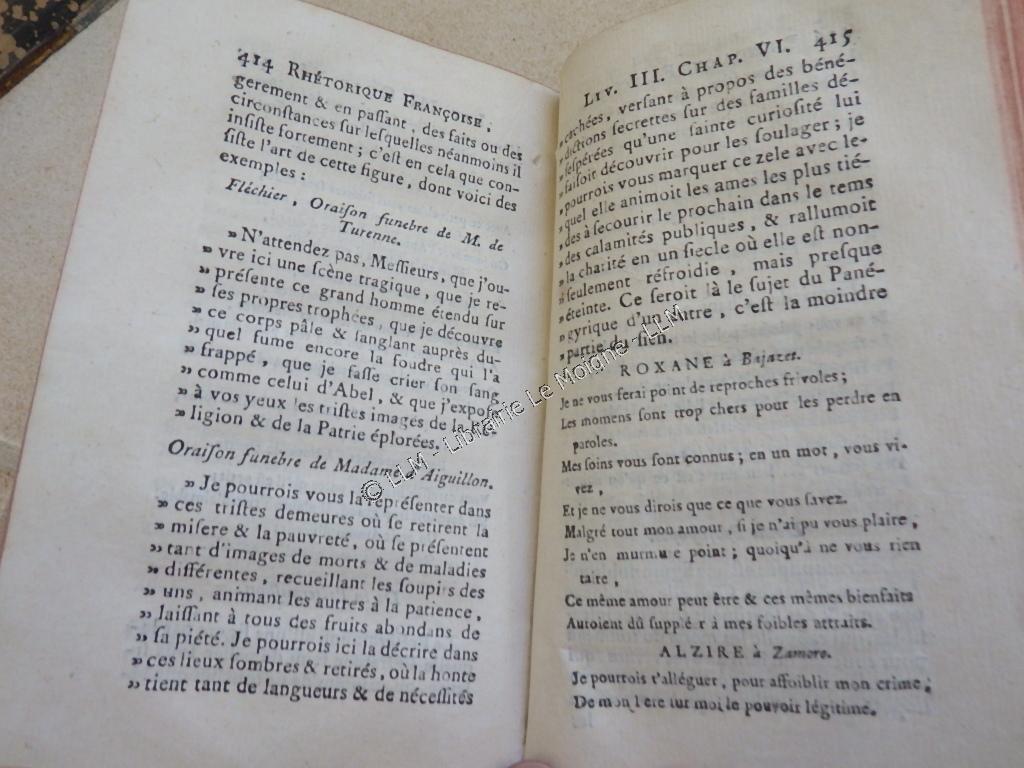 414 RHÉTORIQUE FRANÇOISE,
gerement & en passant, des faits ou des
circonstances sur lesquelles néanmoins il
insiste fortement ; c'est en cela que con-
siste l'art de cette figure, dont voici des
exemples :
Fléchier, Oraison funebre de M. de
Turenne.
» N'attendez pas, Messieurs, que j'ou-
» vre ici une scène tragique, que je re-
» présente ce grand homme étendu sur
» ses propres trophées, que je découvre
» ce corps pâle & sanglant auprès du-
» quel fume encore la foudre qui l'a
» frappé, que je fasse crier son sang
» comme celui d'Abel, & que j'expose
» à vos yeux les tristes images de la Re-
» ligion & de la Patrie éplorées.
Oraison funebre de Madame d'Aiguillon.
» Je pourrois vous la représenter dans
» ces tristes demeures où se retirent la
» misere & la pauvreté, où se présentent
» tant d'images de morts & de maladies
» différentes, recueillant les soupirs des
» uns, animant les autres à la patience,
» laissant à tous des fruits abondans de
» sa piété. Je pourrois ici la décrire dans
» ces lieux sombres & retirés, où la honte
» tient tant de langueurs & de nécessités
LIV. III. CHAP. VI. 415
» cachées, versant à propos des béné-
» dictions secrettes sur des familles dé-
» sespérées qu'une sainte curiosité lui
» faisoit découvrir pour les soulager ; je
» pourrois vous marquer ce zele avec le-
» quel elle animoit les ames les plus tié-
» des à secourir le prochain dans le tems
» des calamités publiques, & rallumoit
» la charité en un siecle où elle est non-
» seulement réfroidie, mais presque
» éteinte. Ce seroit là le sujet du Pané-
» gyrique d'un autre, c'est la moindre
» partie du sien.
ROXANE à Bajazet.
Je ne vous ferai point de reproches frivoles ;
Les momens sont trop chers pour les perdre en
paroles.
Mes soins vous sont connus ; en un mot, vous vi-
vez,
Et je ne vous dirois que ce que vous savez.
Malgré tout mon amour, si je n'ai pu vous plaire,
Je n'en murmure point ; quoiqu'à ne vous rien
taire,
Ce même amour peut être & ces mêmes bienfaits
Auroient dû suppléer à mes foibles attraits.
ALZIRE à Zamore.
Je pourrois t'alléguer, pour affoiblir mon crime,
De mon Pere sur moi le pouvoir légitime.
© LLM - Librairie Le Moigne - LLM